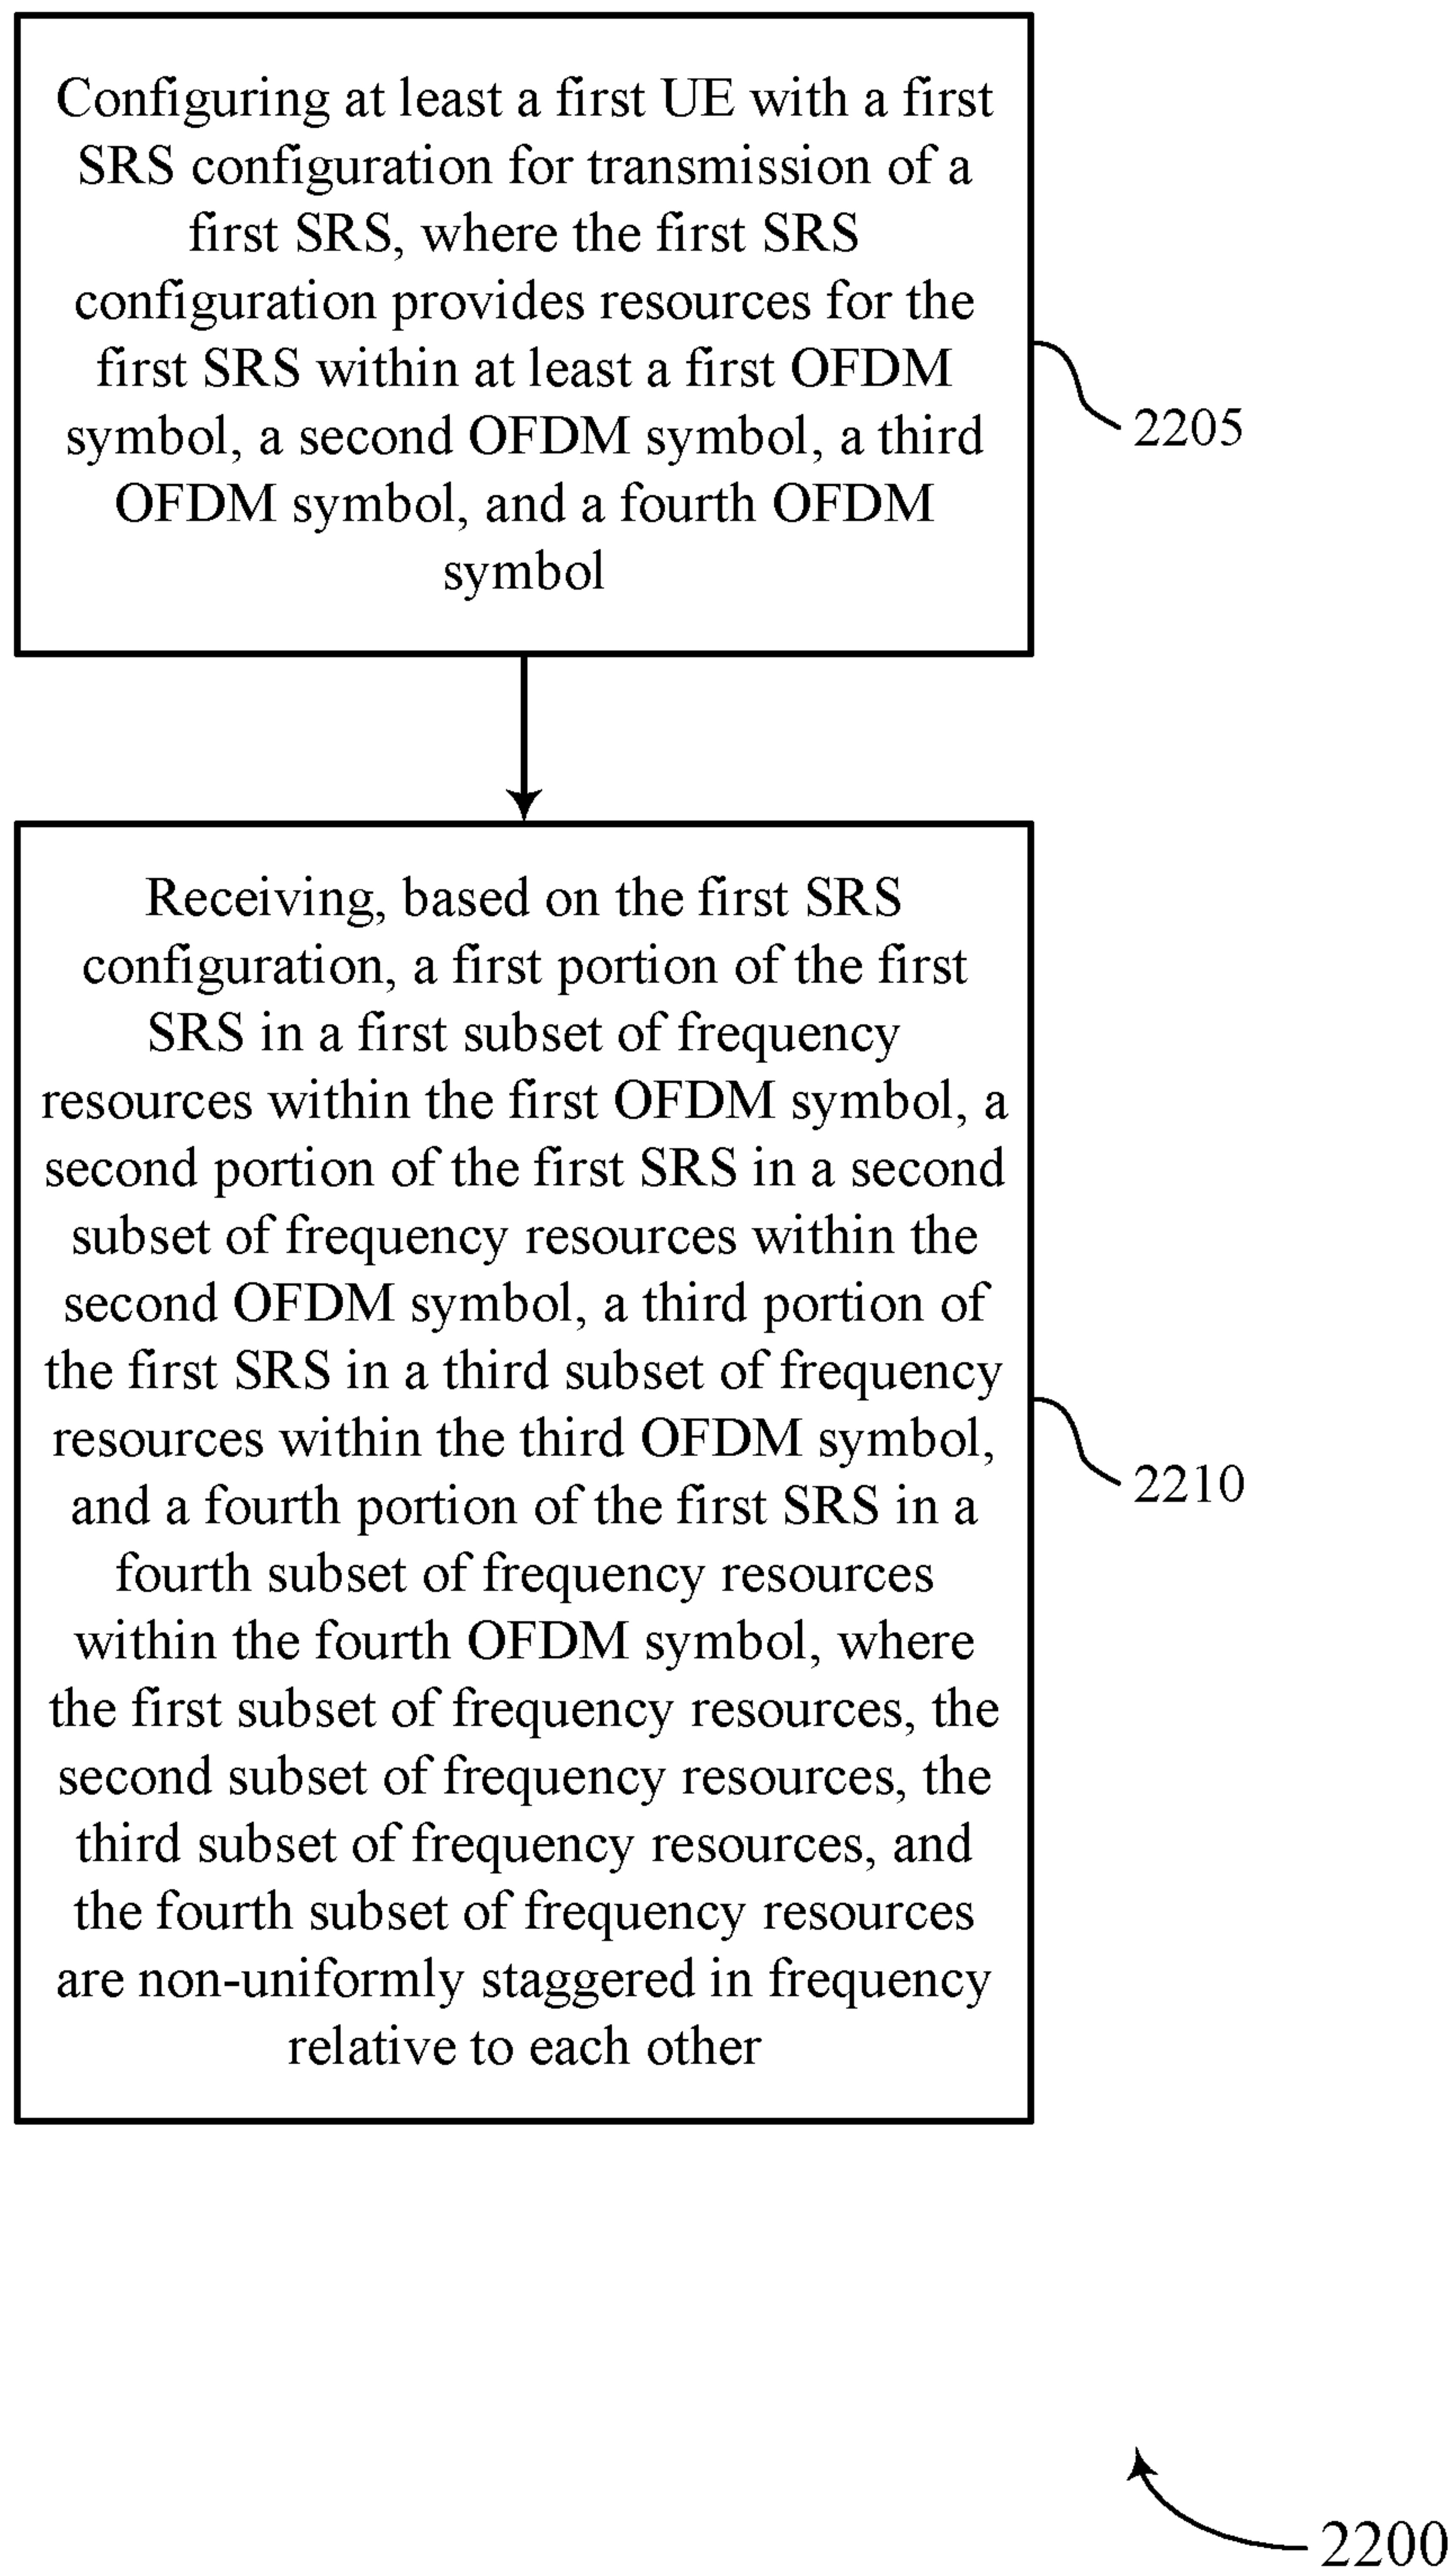 Configuring at least a first UE with a first
SRS configuration for transmission of a
first SRS, where the first SRS
configuration provides resources for the
first SRS within at least a first OFDM
symbol, a second OFDM symbol, a third
OFDM symbol, and a fourth OFDM
symbol
2205
Receiving, based on the first SRS
configuration, a first portion of the first
SRS in a first subset of frequency
resources within the first OFDM symbol, a
second portion of the first SRS in a second
subset of frequency resources within the
second OFDM symbol, a third portion of
the first SRS in a third subset of frequency
resources within the third OFDM symbol,
and a fourth portion of the first SRS in a
fourth subset of frequency resources
within the fourth OFDM symbol, where
the first subset of frequency resources, the
second subset of frequency resources, the
third subset of frequency resources, and
the fourth subset of frequency resources
are non-uniformly staggered in frequency
relative to each other
2210
2200